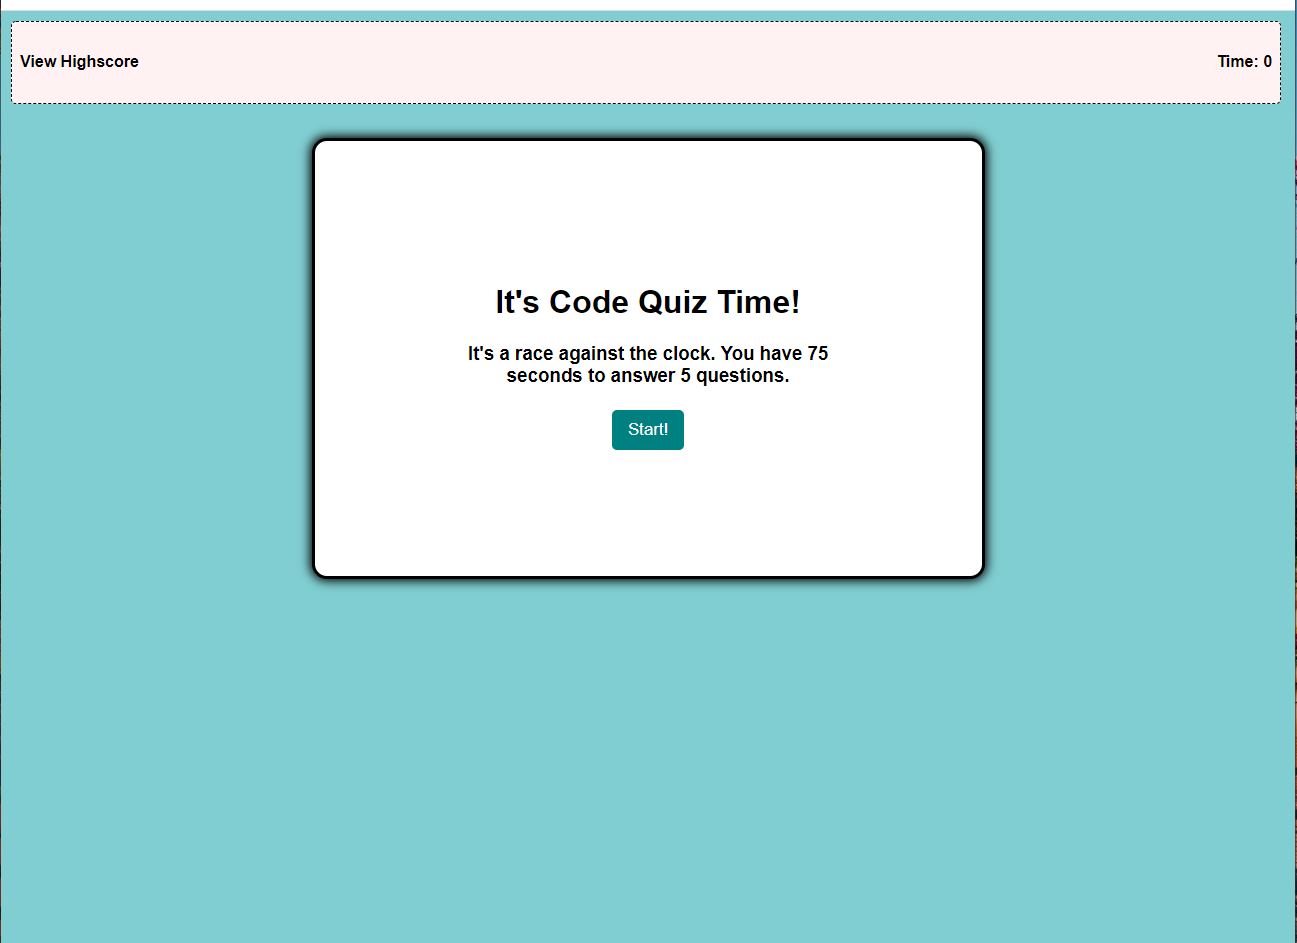 View Highscore
Time: 0
It's Code Quiz Time!
It's a race against the clock. You have 75
seconds to answer 5 questions.
Start!